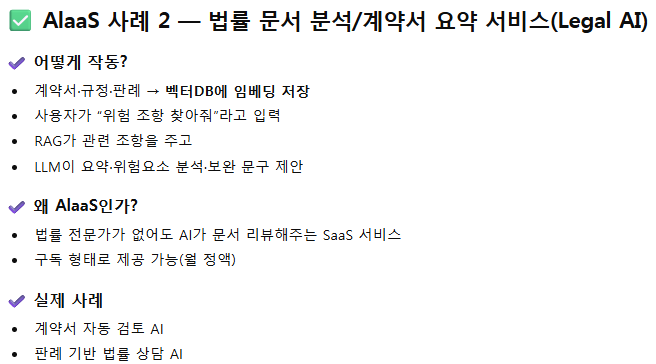 ✅ AIaaS 사례 2 — 법률 문서 분석/계약서 요약 서비스(Legal AI)
✔ 어떻게 작동?
• 계약서·규정·판례 → 벡터DB에 임베딩 저장
• 사용자가 “위험 조항 찾아줘”라고 입력
• RAG가 관련 조항을 주고
• LLM이 요약·위험요소 분석·보완 문구 제안
✔ 왜 AIaaS인가?
• 법률 전문가가 없어도 AI가 문서 리뷰해주는 SaaS 서비스
• 구독 형태로 제공 가능(월 정액)
✔ 실제 사례
• 계약서 자동 검토 AI
• 판례 기반 법률 상담 AI